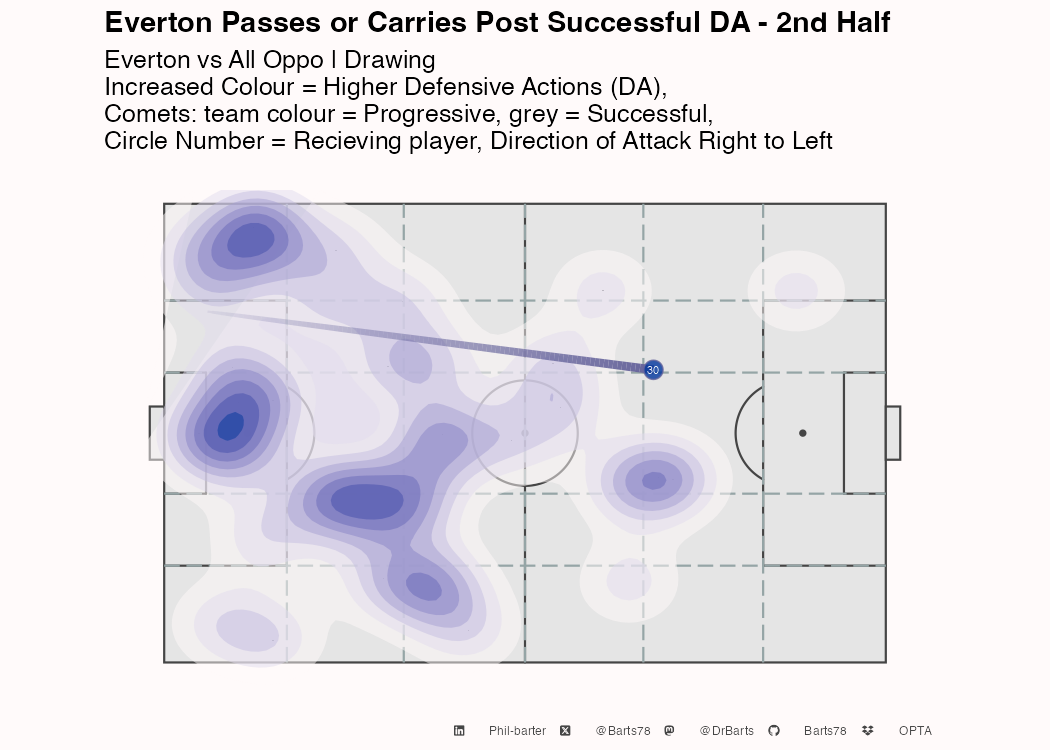 Everton Passes or Carries Post Successful DA - 2nd Half
Everton vs All Oppo | Drawing
Increased Colour = Higher Defensive Actions (DA),
Comets: team colour = Progressive, grey = Successful,
Circle Number = Recieving player, Direction of Attack Right to Left
30
Phil-barter @Barts78 @DrBarts Barts78 OPTA